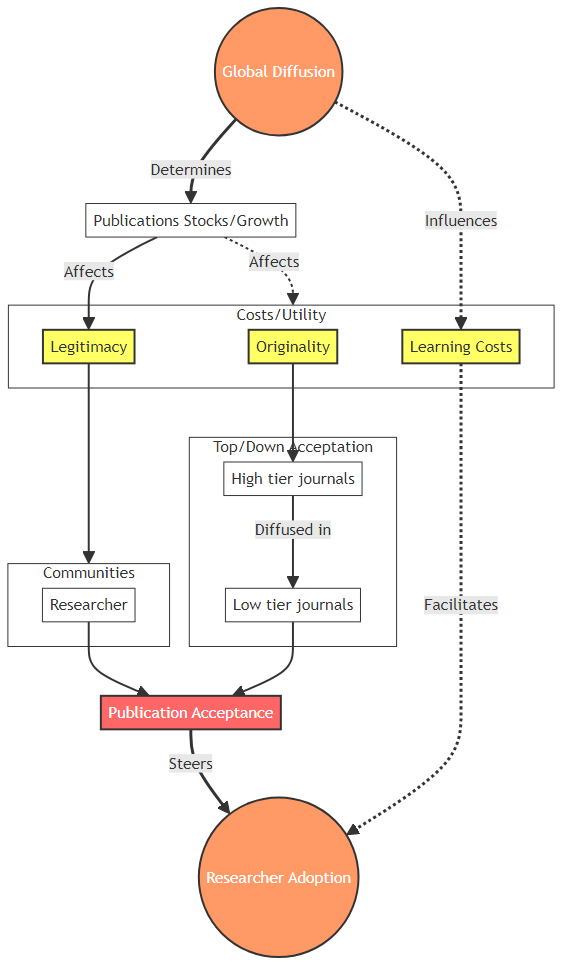 Global Diffusion
Determines
Publications Stocks/Growth
Influences
Affects
Affects
Costs/Utility
Legitimacy
Originality
Learning Costs
Top/Down Acceptation
High tier journals
Diffused in
Communities
Researcher
Low tier journals
Facilitates
Publication Acceptance
Steers
Researcher Adoption